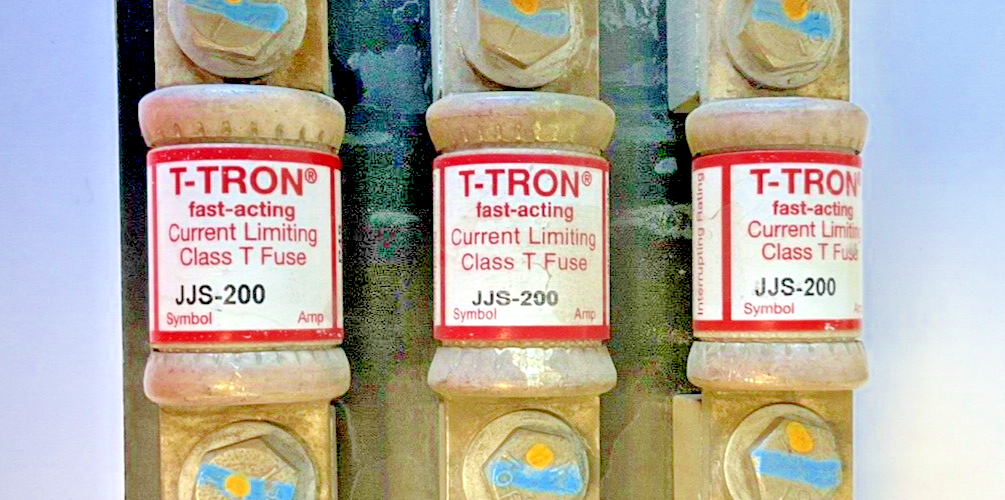 T-TRON®
fast-acting
Current Limiting
Class T Fuse
JJS-200
Symbol Amp
T-TRON®
fast-acting
Current Limiting
Class T Fuse
JJS-200
Symbol Amp
Interrupting Rating
T-TRON
fast-acting
Current Limiting
Class T Fuse
JJS-200
Symbol